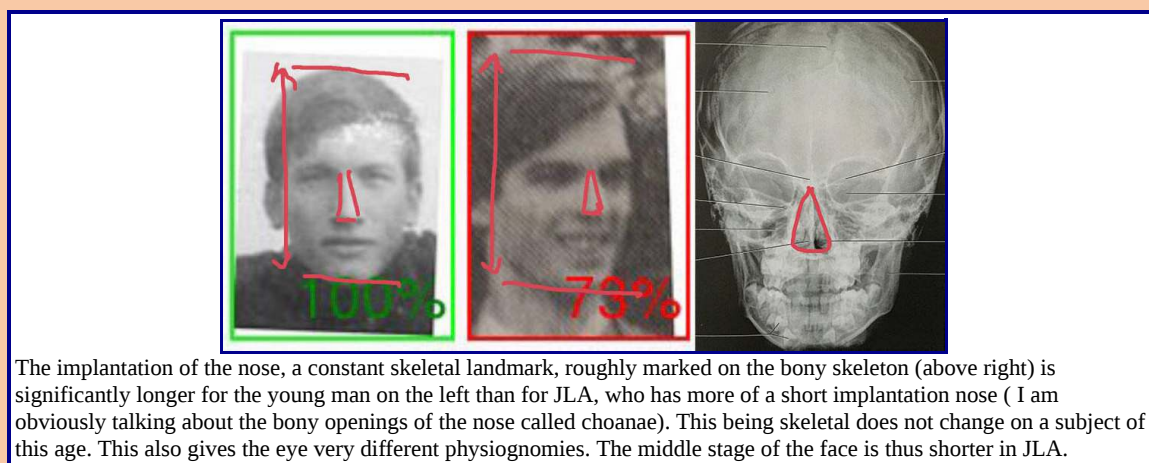 100%
73%
The implantation of the nose, a constant skeletal landmark, roughly marked on the bony skeleton (above right) is
significantly longer for the young man on the left than for JLA, who has more of a short implantation nose ( I am
obviously talking about the bony openings of the nose called choanae). This being skeletal does not change on a subject of
this age. This also gives the eye very different physiognomies. The middle stage of the face is thus shorter in JLA.